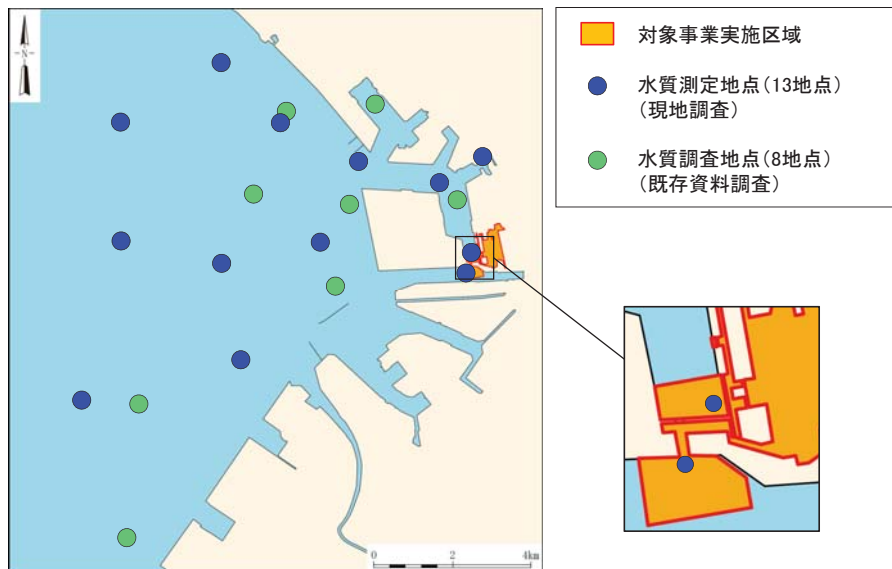 N
対象事業実施区域
水質測定地点(13地点)
(現地調査)
水質調査地点(8地点)
(既存資料調査)
0 2 4km